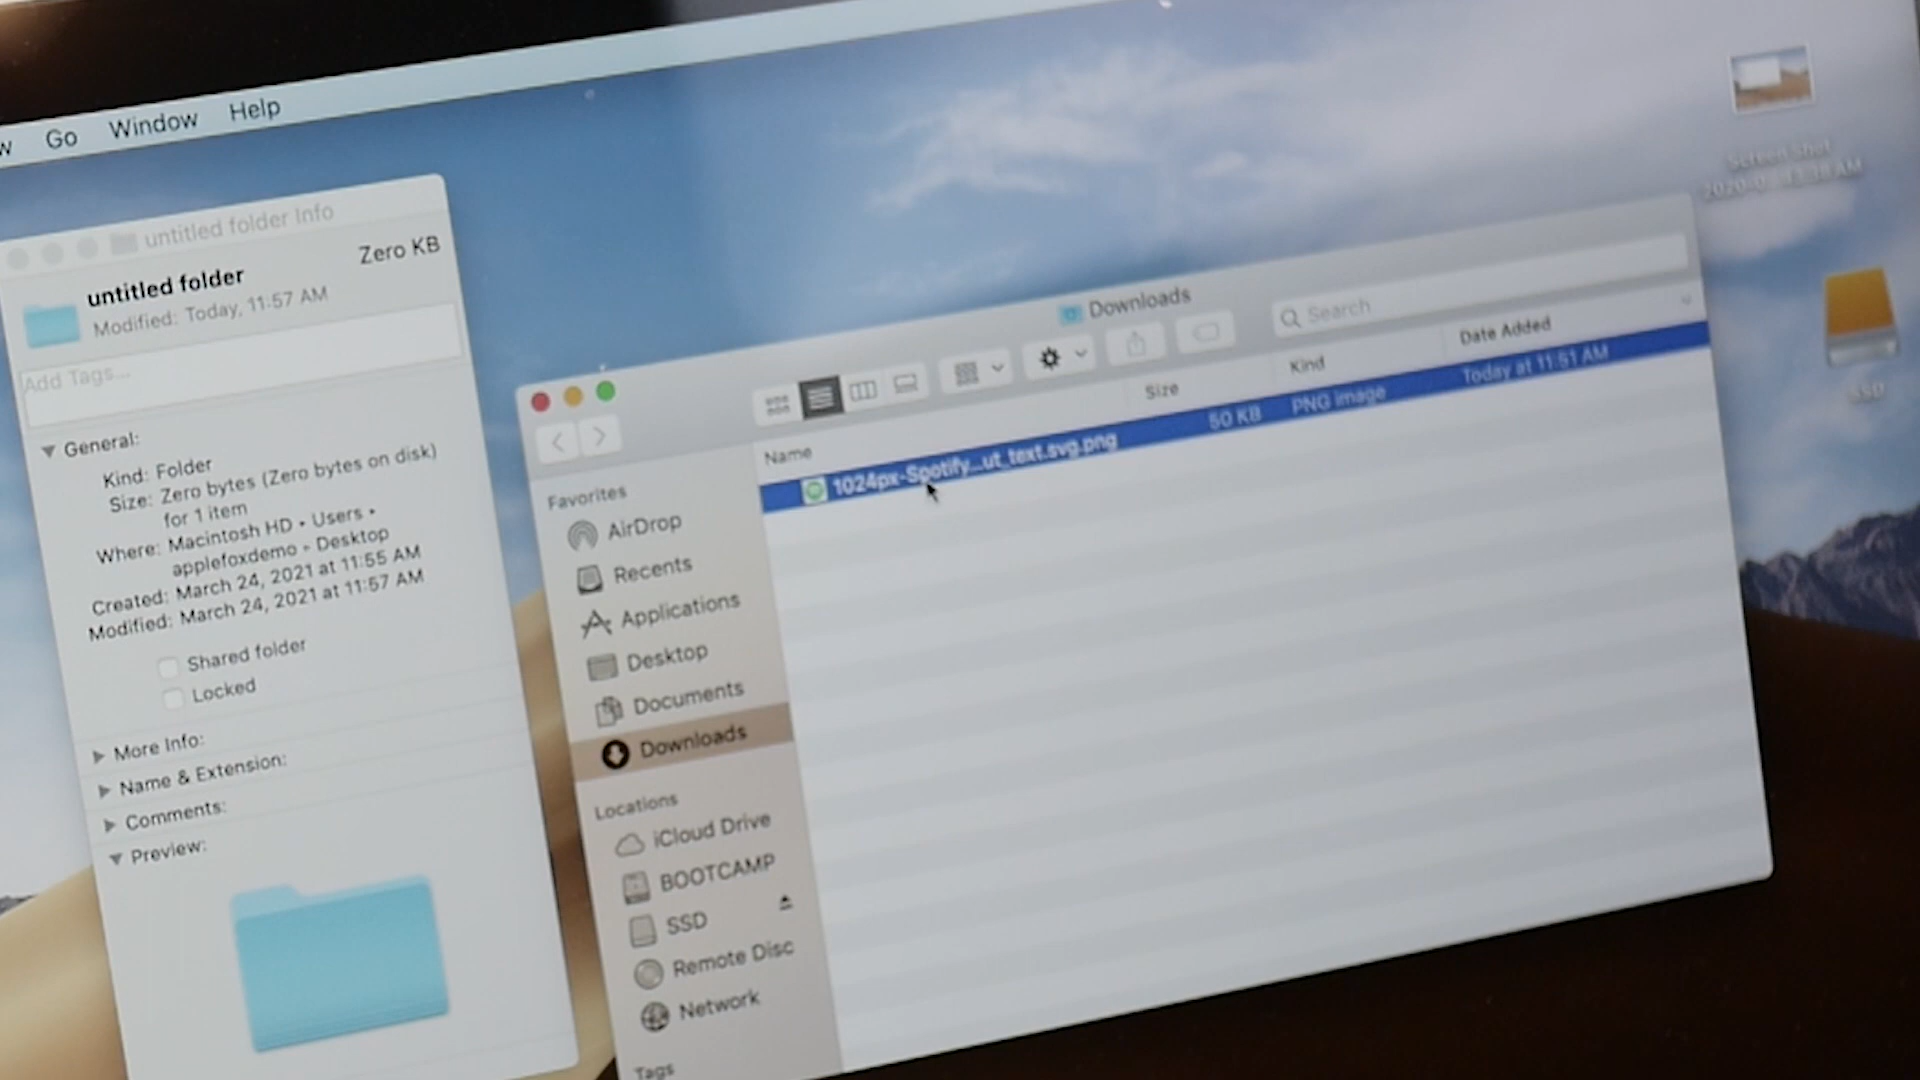 Go Window Help
untitled folder Info
untitled folder Zero KB
Modified: Today, 11:57 AM
Add Tags...
General:
Kind: Folder
Size: Zero bytes (Zero bytes on disk)
for 1 item
Where: Macintosh HD • Users •
applefoxdemo • Desktop
Created: March 24, 2021 at 11:55 AM
Modified: March 24, 2021 at 11:57 AM
Shared folder
Locked
More Info:
Name & Extension:
Comments:
Preview:
Downloads
Search
Name Size Kind Date Added
1024px-Spotify...ut_text.svg.png 50 KB PNG image Today at 11:51 AM
Favorites
AirDrop
Recents
Applications
Desktop
Documents
Downloads
Locations
iCloud Drive
BOOTCAMP
SSD
Remote Disc
Network
Tags
Screen Shot
SSD